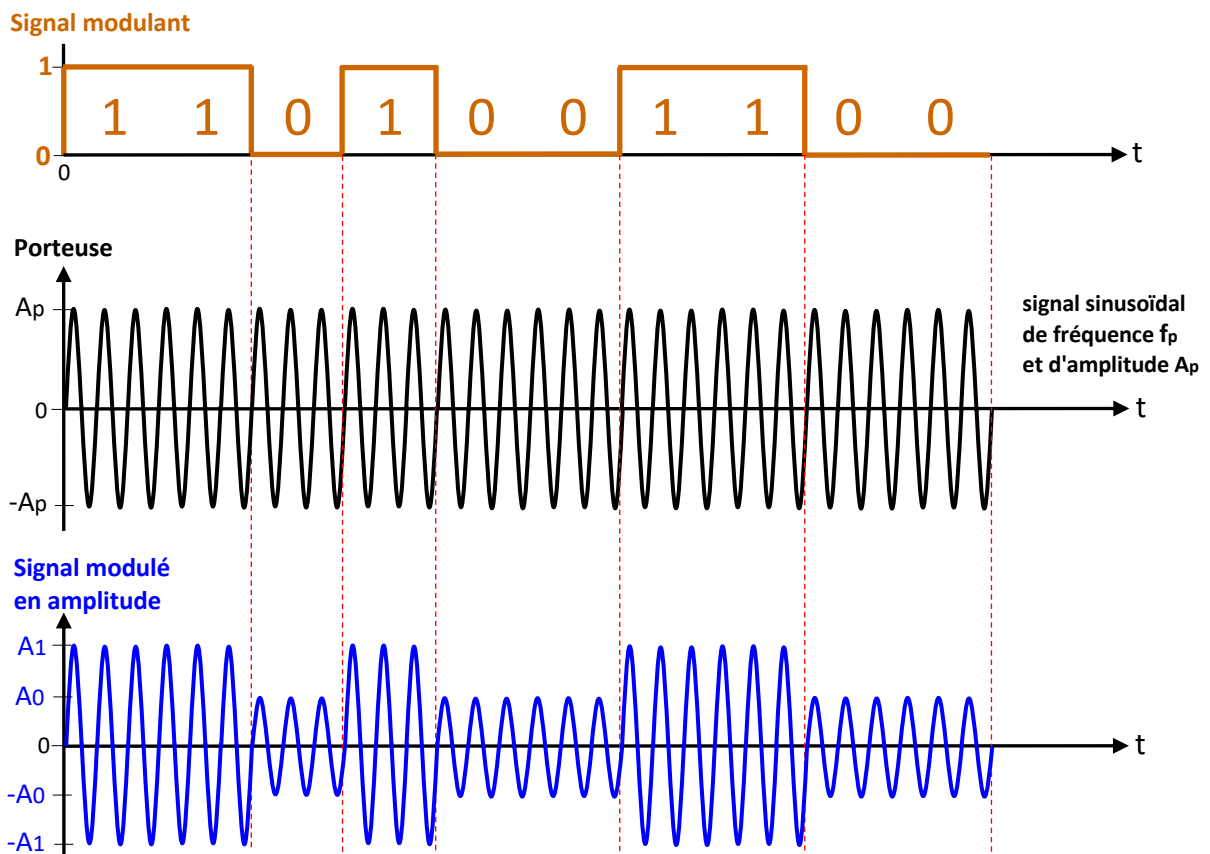 Signal modulant
1
1 1 0 1 0 0 1 1 0 0
0
t
0
Porteuse
Ap
signal sinusoïdal
de fréquence fp
et d'amplitude Ap
0
t
-Ap
Signal modulé
en amplitude
A1
A0
0
t
-A0
-A1